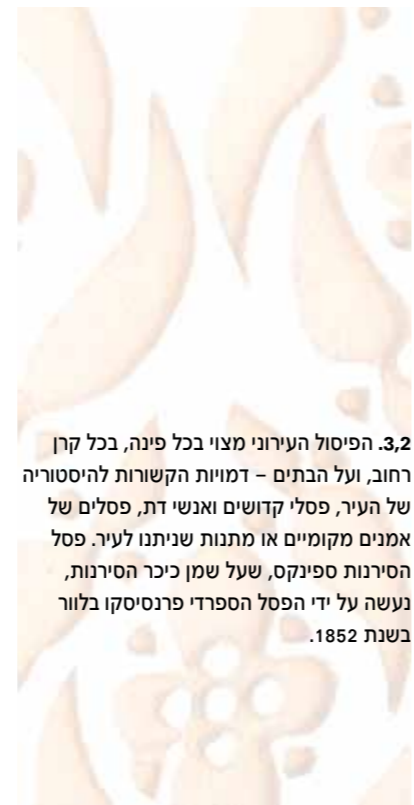 3,2. הפיסול העירוני מצוי בכל פינה, בכל קרן
רחוב, ועל הבתים – דמויות הקשורות להיסטוריה
של העיר, פסלי קדושים ואנשי דת, פסלים של
אמנים מקומיים או מתנות שניתנו לעיר. פסל
הסירנות ספינקס, שעל שמן כיכר הסירנות,
נעשה על ידי הפסל הספרדי פרנסיסקו בלוור
בשנת 1852.